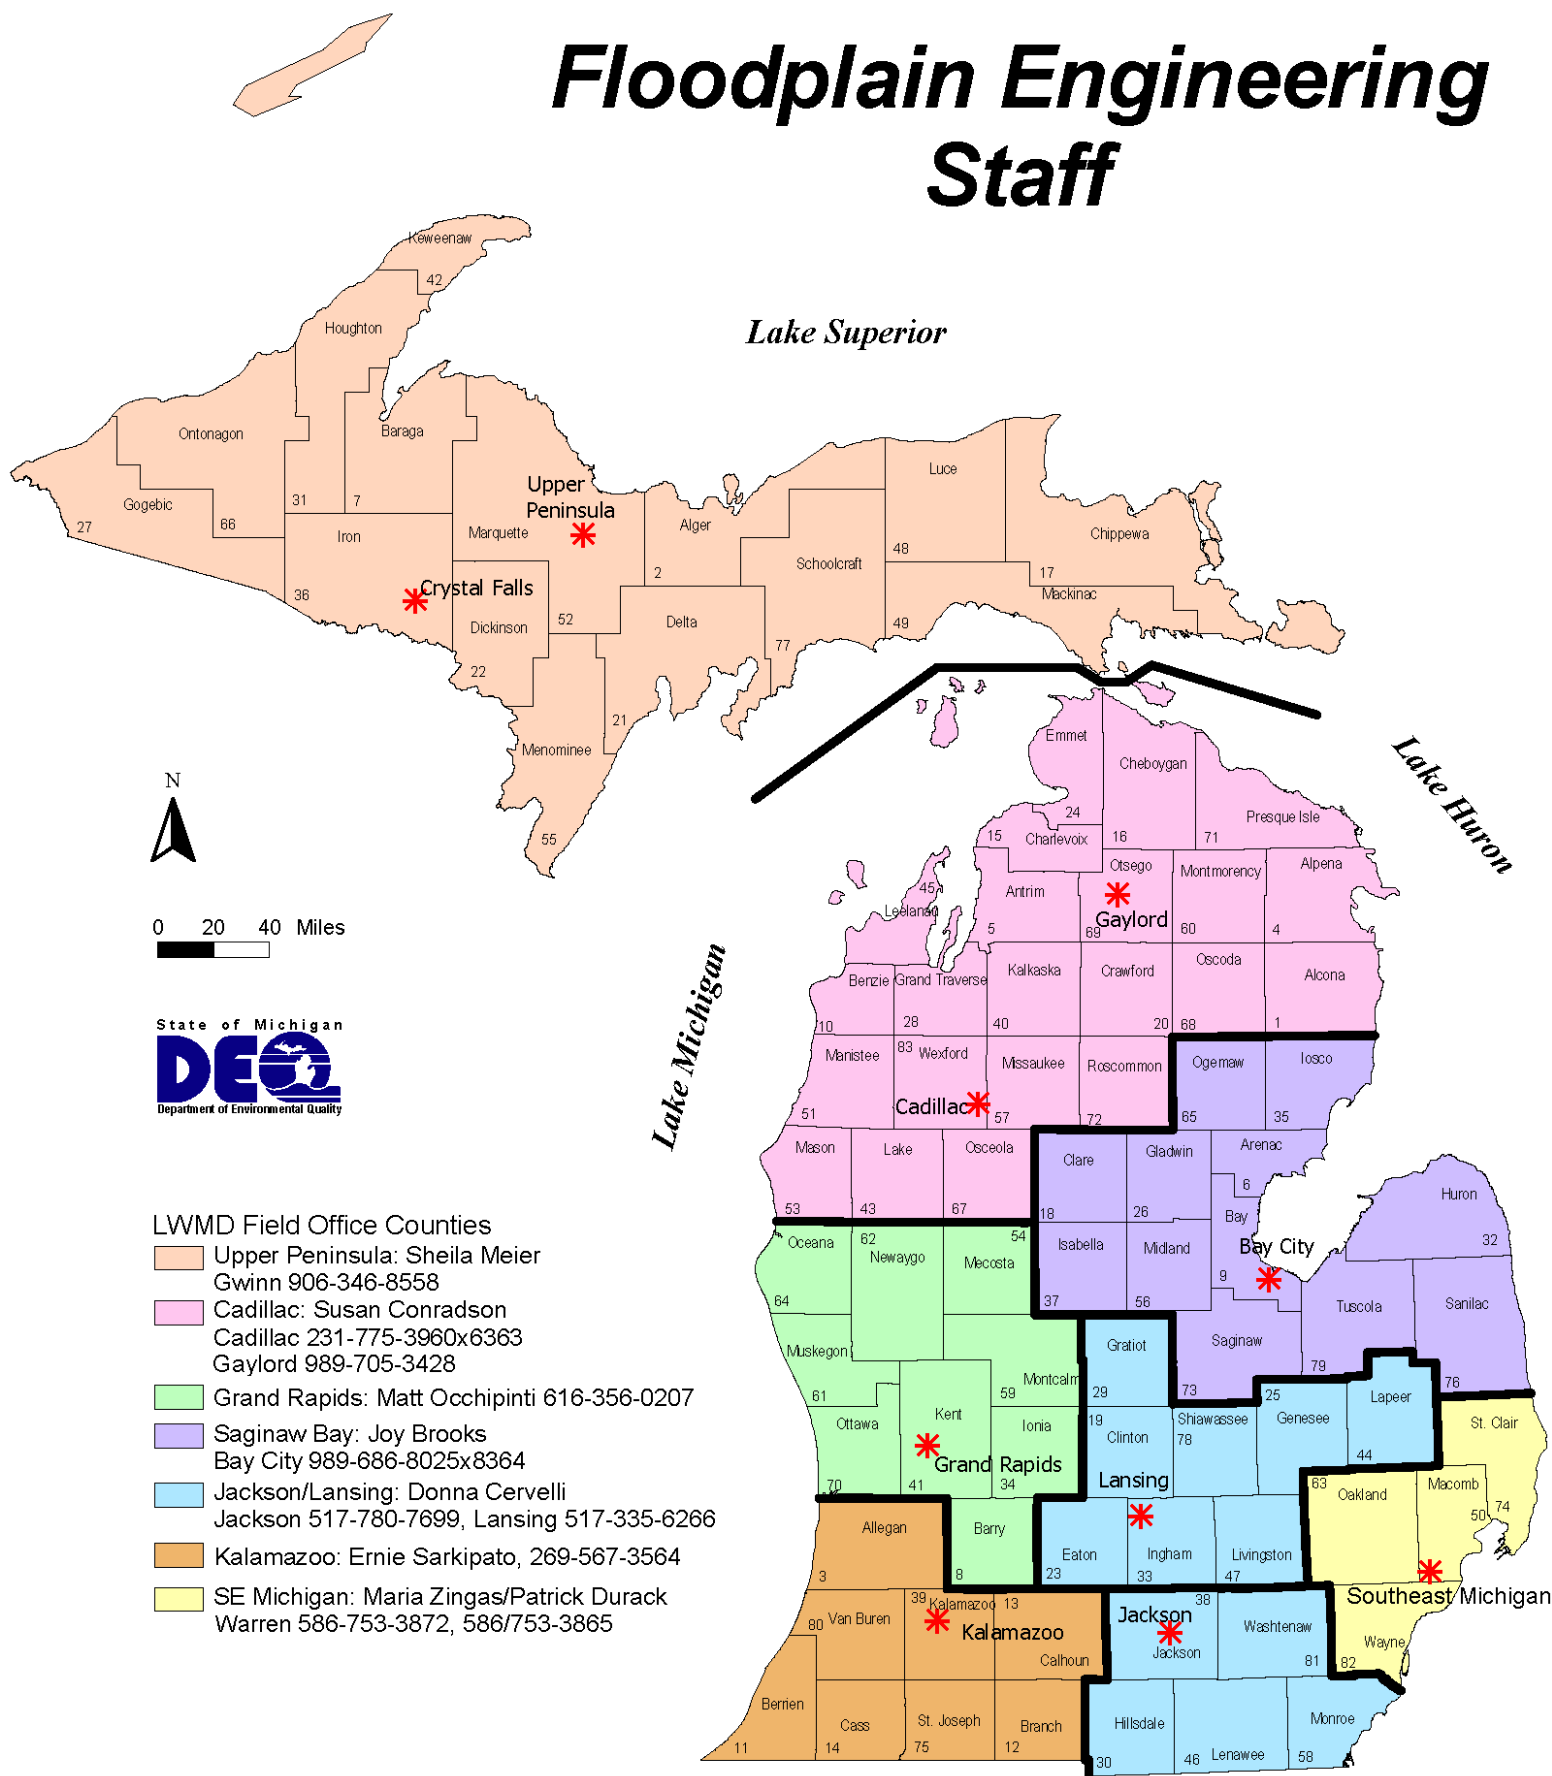 Floodplain Engineering
Staff
Keweenaw
42
Houghton
Lake Superior
Ontonagon
Baraga
Luce
Upper
Peninsula
Gogebic
31
7
27
66
Iron
Marquette
Alger
Chippewa
48
Schoolcraft
2
17
36
Crystal Falls
Mackinac
52
Dickinson
Delta
49
77
22
21
Menominee
55
Emmet
Cheboygan
Lake Huron
N
24
Presque Isle
15
Charlevoix
16
71
Otsego
Montmorency
Alpena
45
Antrim
Leelanau
Gaylord
5
69
60
4
0 20 40 Miles
Lake Michigan
Benzie
Grand Traverse
Kalkaska
Crawford
Oscoda
Alcona
10
28
40
20
68
1
State of Michigan
DEQ
Department of Environmental Quality
Manistee
83
Wexford
Missaukee
Roscommon
Ogemaw
Iosco
Cadillac
51
57
72
65
35
Mason
Lake
Osceola
Clare
Gladwin
Arenac
6
53
43
67
18
26
Bay
Huron
32
Oceana
62
Newaygo
54
Mecosta
Isabella
Midland
Bay City
9
64
37
56
Tuscola
Sanilac
Muskegon
Gratiot
Saginaw
61
59
Montcalm
29
73
79
76
25
Lapeer
Ottawa
Kent
Ionia
19
Clinton
Shiawassee
78
Genesee
St. Clair
44
Grand Rapids
Lansing
70
41
34
63
Oakland
Macomb
50
74
Allegan
Barry
Eaton
Ingham
Livingston
3
8
23
33
47
Southeast Michigan
39
Kalamazoo
13
38
80
Van Buren
Kalamazoo
Jackson
Jackson
Washtenaw
Wayne
Calhoun
81
82
Berrien
Cass
St. Joseph
Branch
Hillsdale
Lenawee
Monroe
11
14
75
12
30
46
58
LWMD Field Office Counties
Upper Peninsula: Sheila Meier
Gwinn 906-346-8558
Cadillac: Susan Conradson
Cadillac 231-775-3960x6363
Gaylord 989-705-3428
Grand Rapids: Matt Occhipinti 616-356-0207
Saginaw Bay: Joy Brooks
Bay City 989-686-8025x8364
Jackson/Lansing: Donna Cervelli
Jackson 517-780-7699, Lansing 517-335-6266
Kalamazoo: Ernie Sarkipato, 269-567-3564
SE Michigan: Maria Zingas/Patrick Durack
Warren 586-753-3872, 586/753-3865